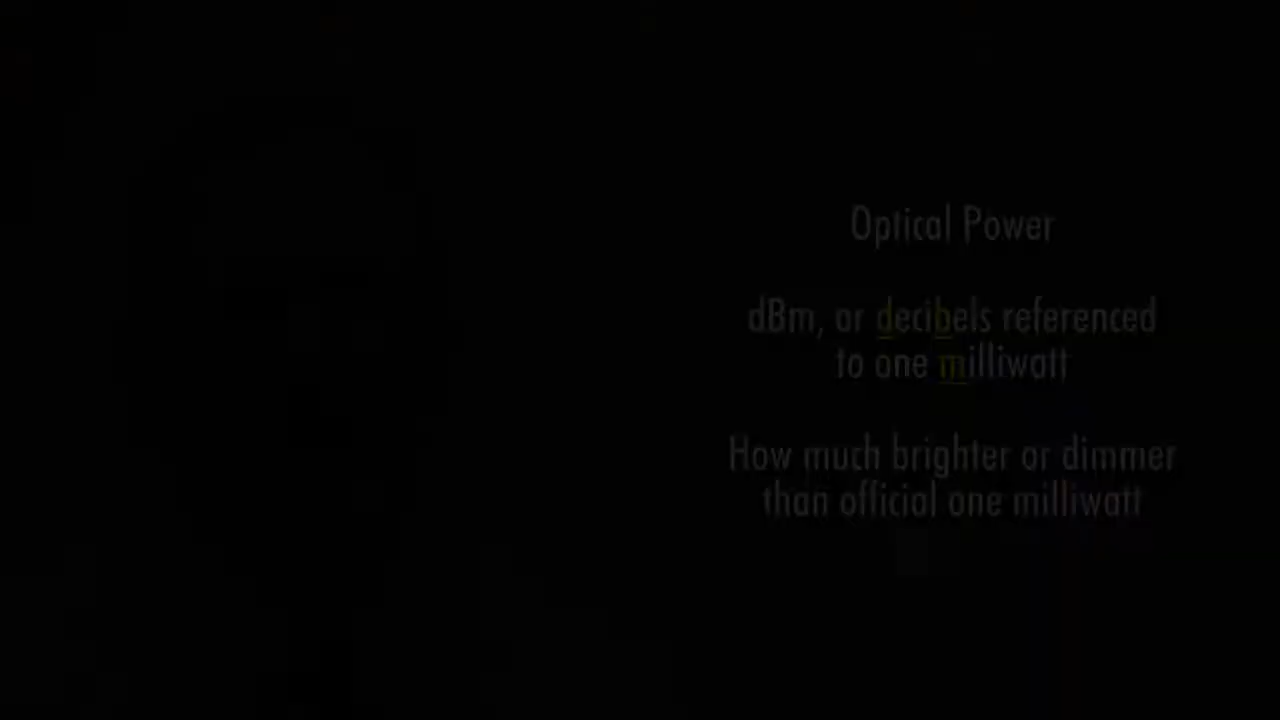 Optical Power
dBm, or decibels referenced
to one milliwatt
How much brighter or dimmer
than official one milliwatt